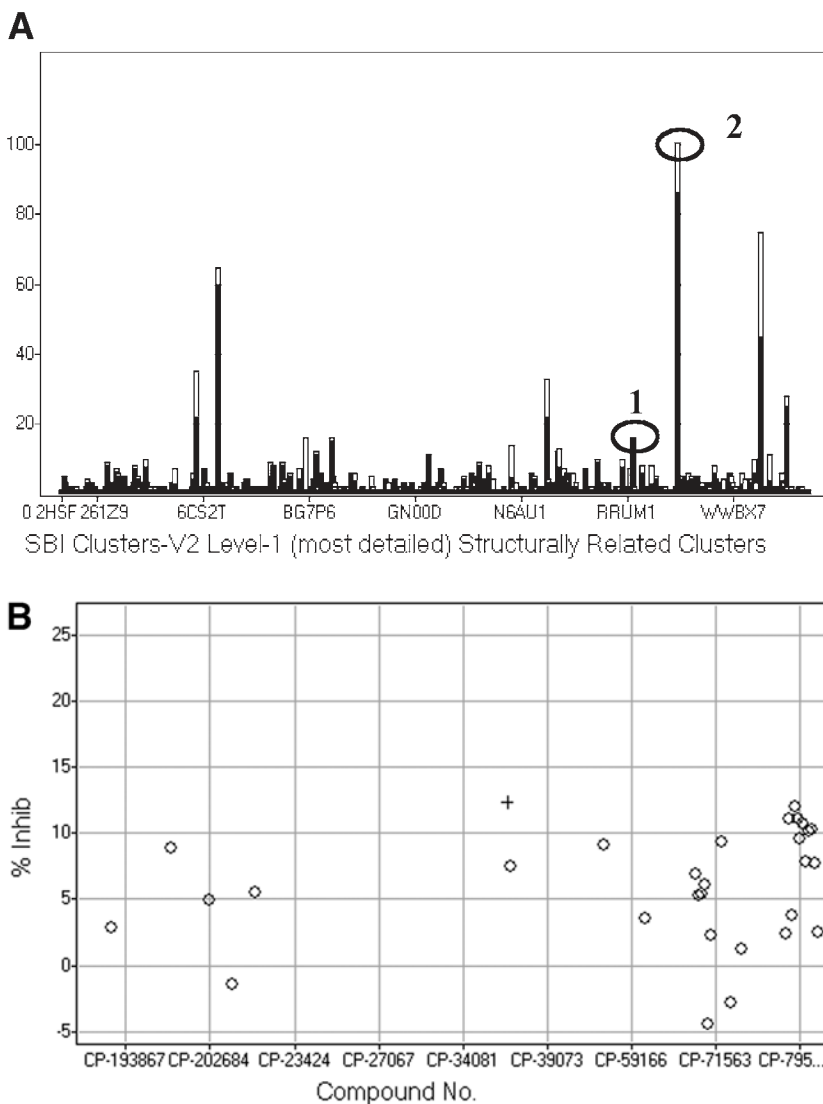 A
2
100
80
60
40
1
20
0 2HSF 261Z9 6CS2T BG7P6 GN00D N6AU1 RRUM1 WWBX7
SBI Clusters-V2 Level-1 (most detailed) Structurally Related Clusters
B
25
20
15
10
5
0
-5
% Inhib
CP-193867 CP-202684 CP-23424 CP-27067 CP-34081 CP-39073 CP-59166 CP-71563 CP-795...
Compound No.